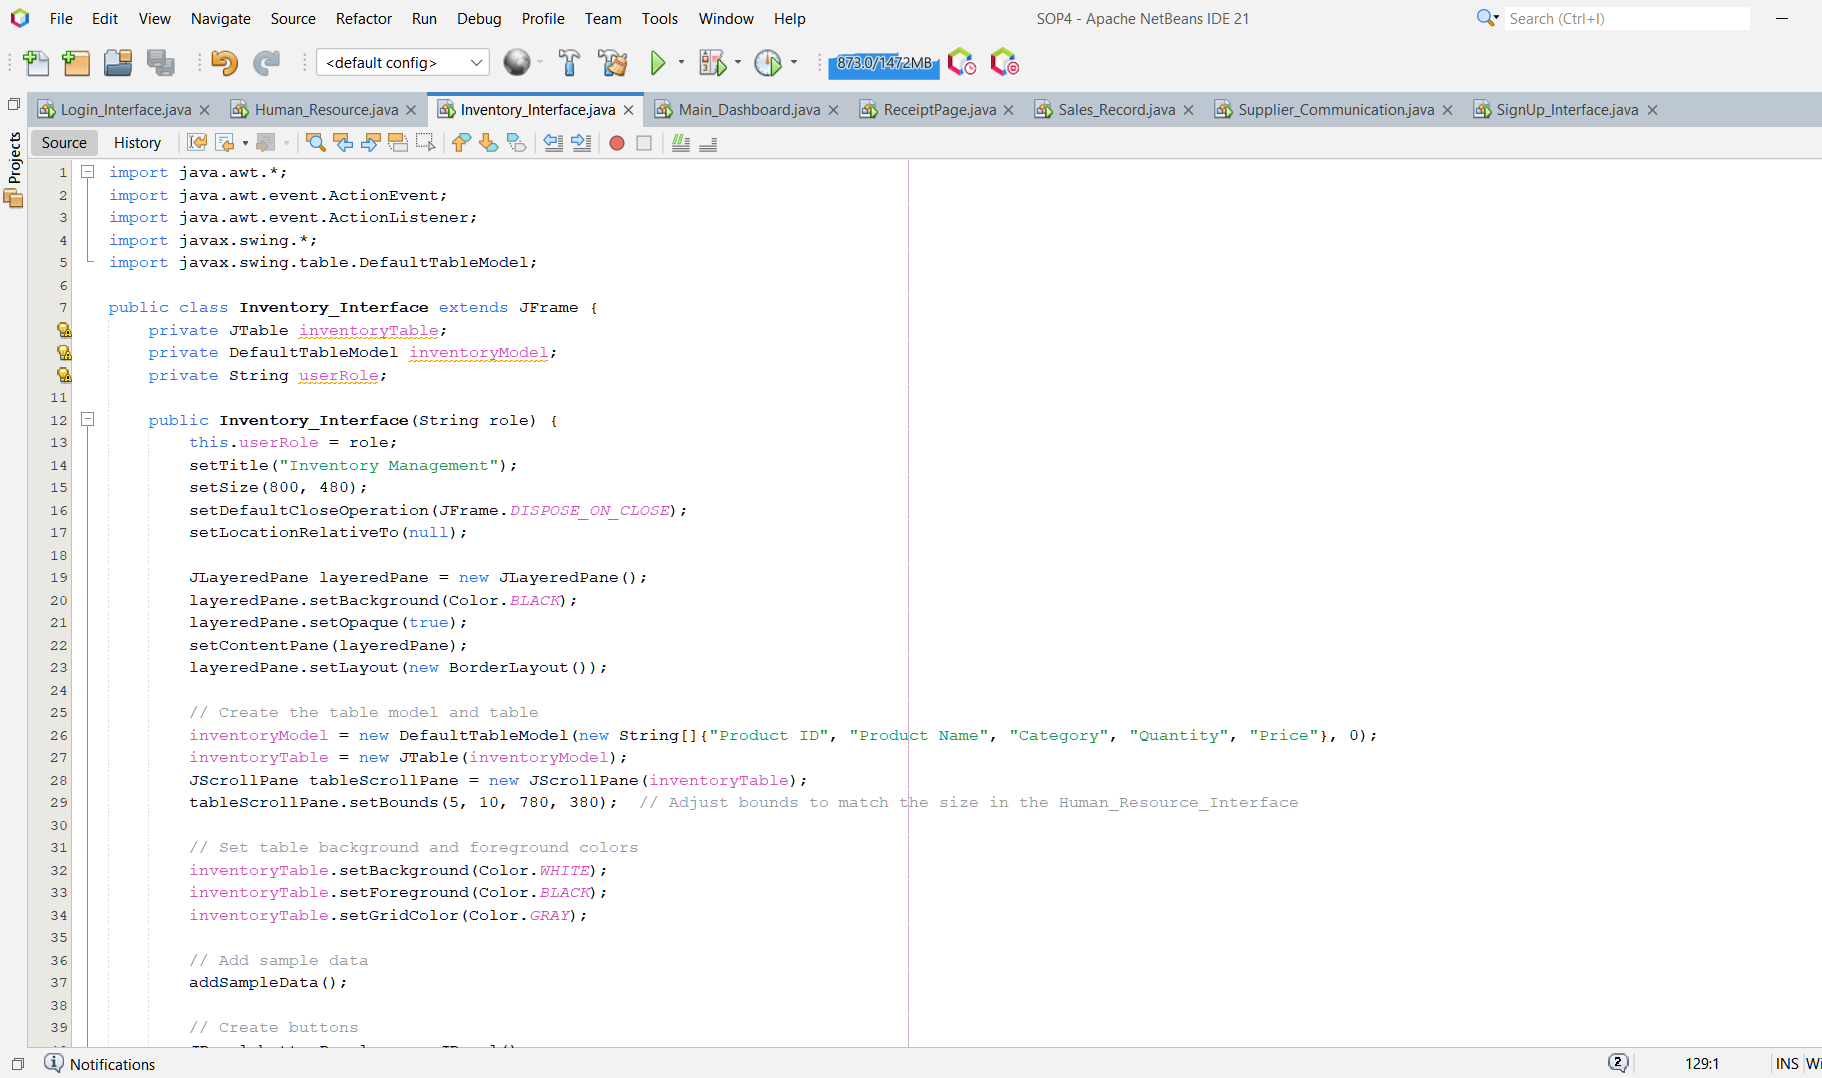 File Edit View Navigate Source Refactor Run Debug Profile Team Tools Window Help SOP4 - Apache NetBeans IDE 21 Search (Ctrl+I)
<default config> 873.0/1472MB
Login_Interface.java Human_Resource.java Inventory_Interface.java Main_Dashboard.java ReceiptPage.java Sales_Record.java Supplier_Communication.java SignUp_Interface.java
Projects
Source History
1 import java.awt.*;
2 import java.awt.event.ActionEvent;
3 import java.awt.event.ActionListener;
4 import javax.swing.*;
5 import javax.swing.table.DefaultTableModel;
6
7 public class Inventory_Interface extends JFrame {
private JTable inventoryTable;
private DefaultTableModel inventoryModel;
private String userRole;
11
12 public Inventory_Interface(String role) {
13 this.userRole = role;
14 setTitle("Inventory Management");
15 setSize(800, 480);
16 setDefaultCloseOperation(JFrame.DISPOSE_ON_CLOSE);
17 setLocationRelativeTo(null);
18
19 JLayeredPane layeredPane = new JLayeredPane();
20 layeredPane.setBackground(Color.BLACK);
21 layeredPane.setOpaque(true);
22 setContentPane(layeredPane);
23 layeredPane.setLayout(new BorderLayout());
24
25 // Create the table model and table
26 inventoryModel = new DefaultTableModel(new String[]{"Product ID", "Product Name", "Category", "Quantity", "Price"}, 0);
27 inventoryTable = new JTable(inventoryModel);
28 JScrollPane tableScrollPane = new JScrollPane(inventoryTable);
29 tableScrollPane.setBounds(5, 10, 780, 380); // Adjust bounds to match the size in the Human_Resource_Interface
30
31 // Set table background and foreground colors
32 inventoryTable.setBackground(Color.WHITE);
33 inventoryTable.setForeground(Color.BLACK);
34 inventoryTable.setGridColor(Color.GRAY);
35
36 // Add sample data
37 addSampleData();
38
39 // Create buttons
Notifications 2 129:1 INS Wi